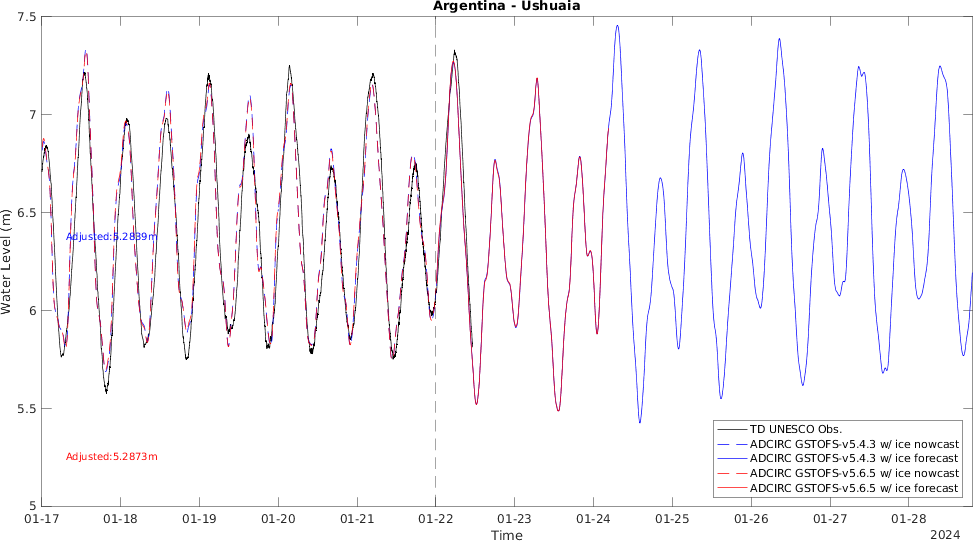 Argentina - Ushuaia
7.5
7
6.5
6
5.5
5
Water Level (m)
Adjusted:5.2839m
Adjusted:5.2873m
TD UNESCO Obs.
ADCIRC GSTOFS-v5.4.3 w/ ice nowcast
ADCIRC GSTOFS-v5.4.3 w/ ice forecast
ADCIRC GSTOFS-v5.6.5 w/ ice nowcast
ADCIRC GSTOFS-v5.6.5 w/ ice forecast
01-17 01-18 01-19 01-20 01-21 01-22 01-23 01-24 01-25 01-26 01-27 01-28
Time
2024